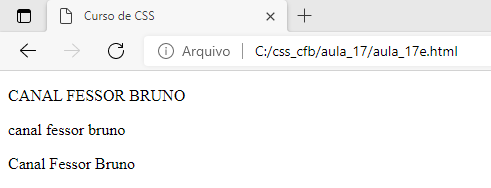 Curso de CSS
Arquivo C:/css_cfb/aula_17/aula_17e.html
CANAL FESSOR BRUNO
canal fessor bruno
Canal Fessor Bruno